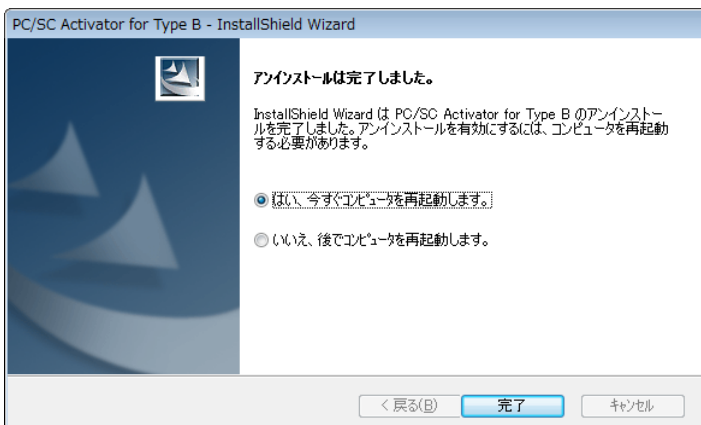 PC/SC Activator for Type B - InstallShield Wizard
アンインストールは完了しました。
InstallShield Wizard は PC/SC Activator for Type B のアンインストー
ルを完了しました。アンインストールを有効にするには、コンピュータを再起動
する必要があります。
はい、今すぐコンピュータを再起動します。
いいえ、後でコンピュータを再起動します。
< 戻る(B)
完了
キャンセル